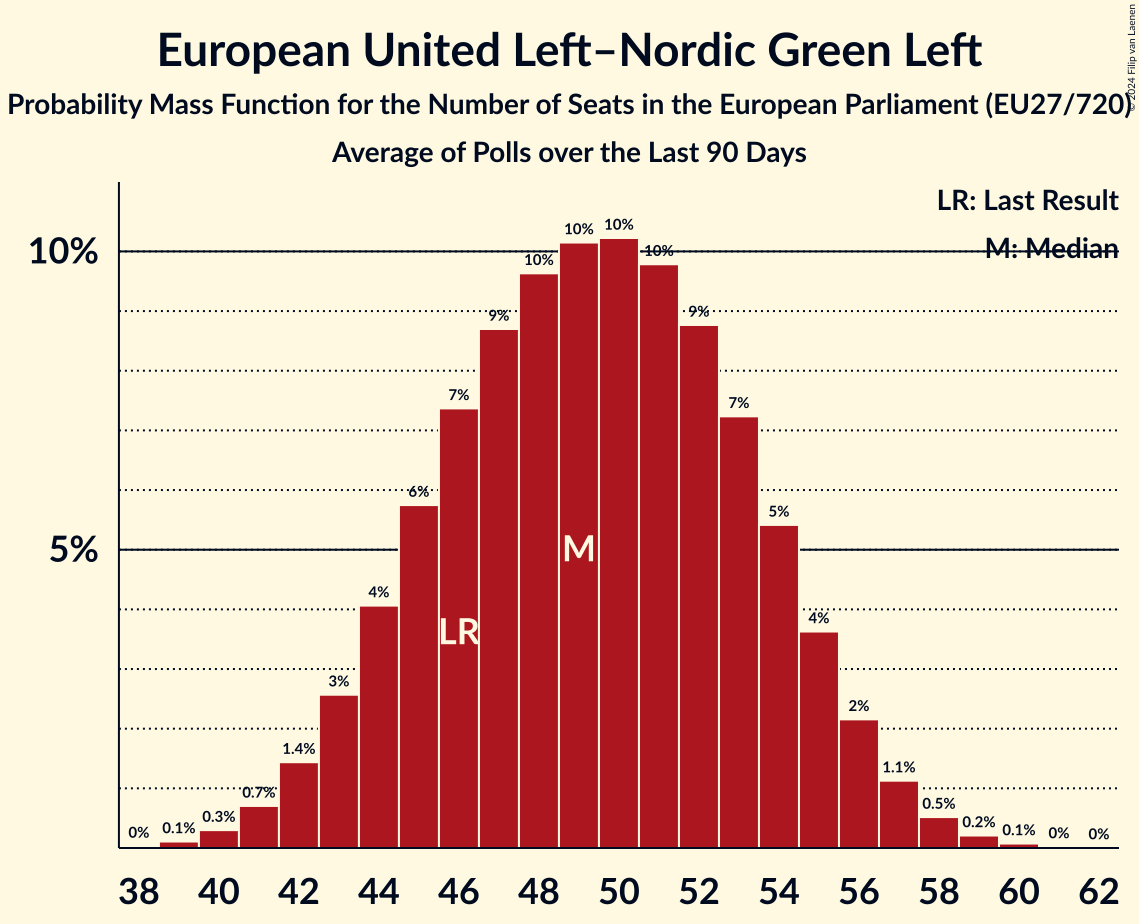 European United Left–Nordic Green Left
Probability Mass Function for the Number of Seats in the European Parliament (EU27/720)
Average of Polls over the Last 90 Days
© 2024 Filip van Laenen
LR: Last Result
M: Median
10%
5%
0% 0.1% 0.3% 0.7% 1.4% 3% 4% 6% 7% 9% 10% 10% 10% 10% 9% 7% 5% 4% 2% 1.1% 0.5% 0.2% 0.1% 0% 0%
M
LR
38 40 42 44 46 48 50 52 54 56 58 60 62